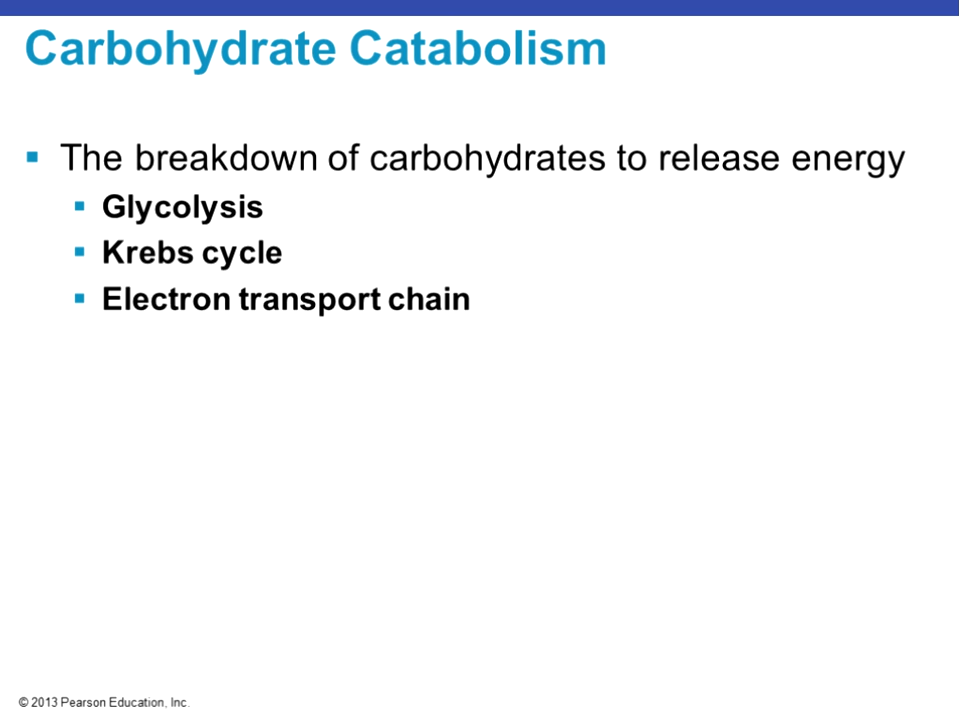 Carbohydrate Catabolism
▪ The breakdown of carbohydrates to release energy
▪ Glycolysis
▪ Krebs cycle
▪ Electron transport chain
© 2013 Pearson Education, Inc.